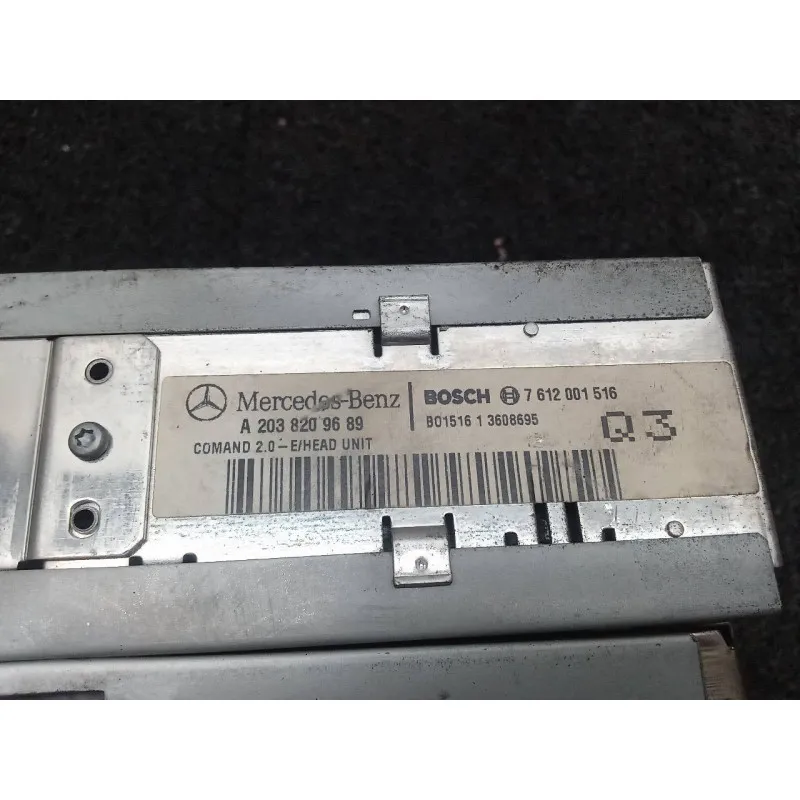 Mercedes-Benz
A 203 820 96 89
COMAND 2.0-E/HEAD UNIT
BOSCH 7 612 001 516
BO1516 1 3608695
Q3